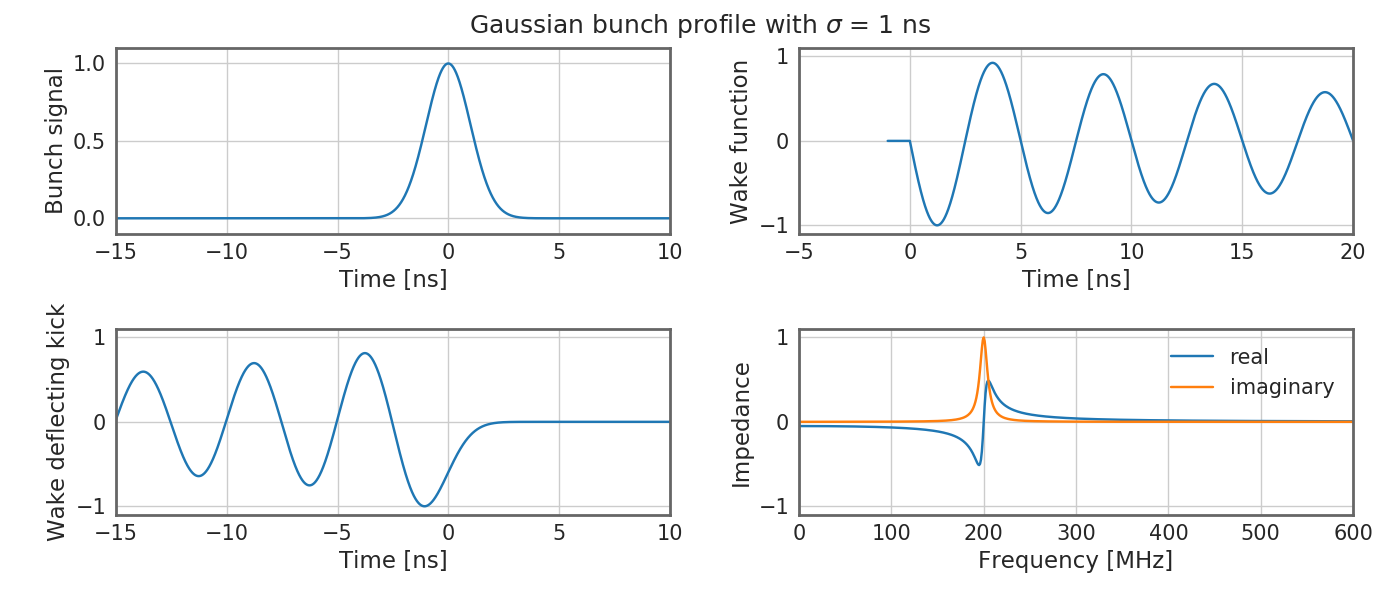 Gaussian bunch profile with σ = 1 ns
Bunch signal
1.0
0.5
0.0
−15 −10 −5 0 5 10
Time [ns]
Wake function
1
0
−1
−5 0 5 10 15 20
Time [ns]
Wake deflecting kick
1
0
−1
−15 −10 −5 0 5 10
Time [ns]
Impedance
1
0
−1
real
imaginary
0 100 200 300 400 500 600
Frequency [MHz]